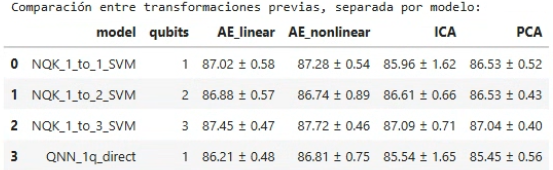 Comparación entre transformaciones previas, separada por modelo:
model qubits AE_linear AE_nonlinear ICA PCA
0 NQK_1_to_1_SVM 1 87.02 ± 0.58 87.28 ± 0.54 85.96 ± 1.62 86.53 ± 0.52
1 NQK_1_to_2_SVM 2 86.88 ± 0.57 86.74 ± 0.89 86.61 ± 0.66 86.53 ± 0.43
2 NQK_1_to_3_SVM 3 87.45 ± 0.47 87.72 ± 0.46 87.09 ± 0.71 87.04 ± 0.40
3 QNN_1q_direct 1 86.21 ± 0.48 86.81 ± 0.75 85.54 ± 1.65 85.45 ± 0.56